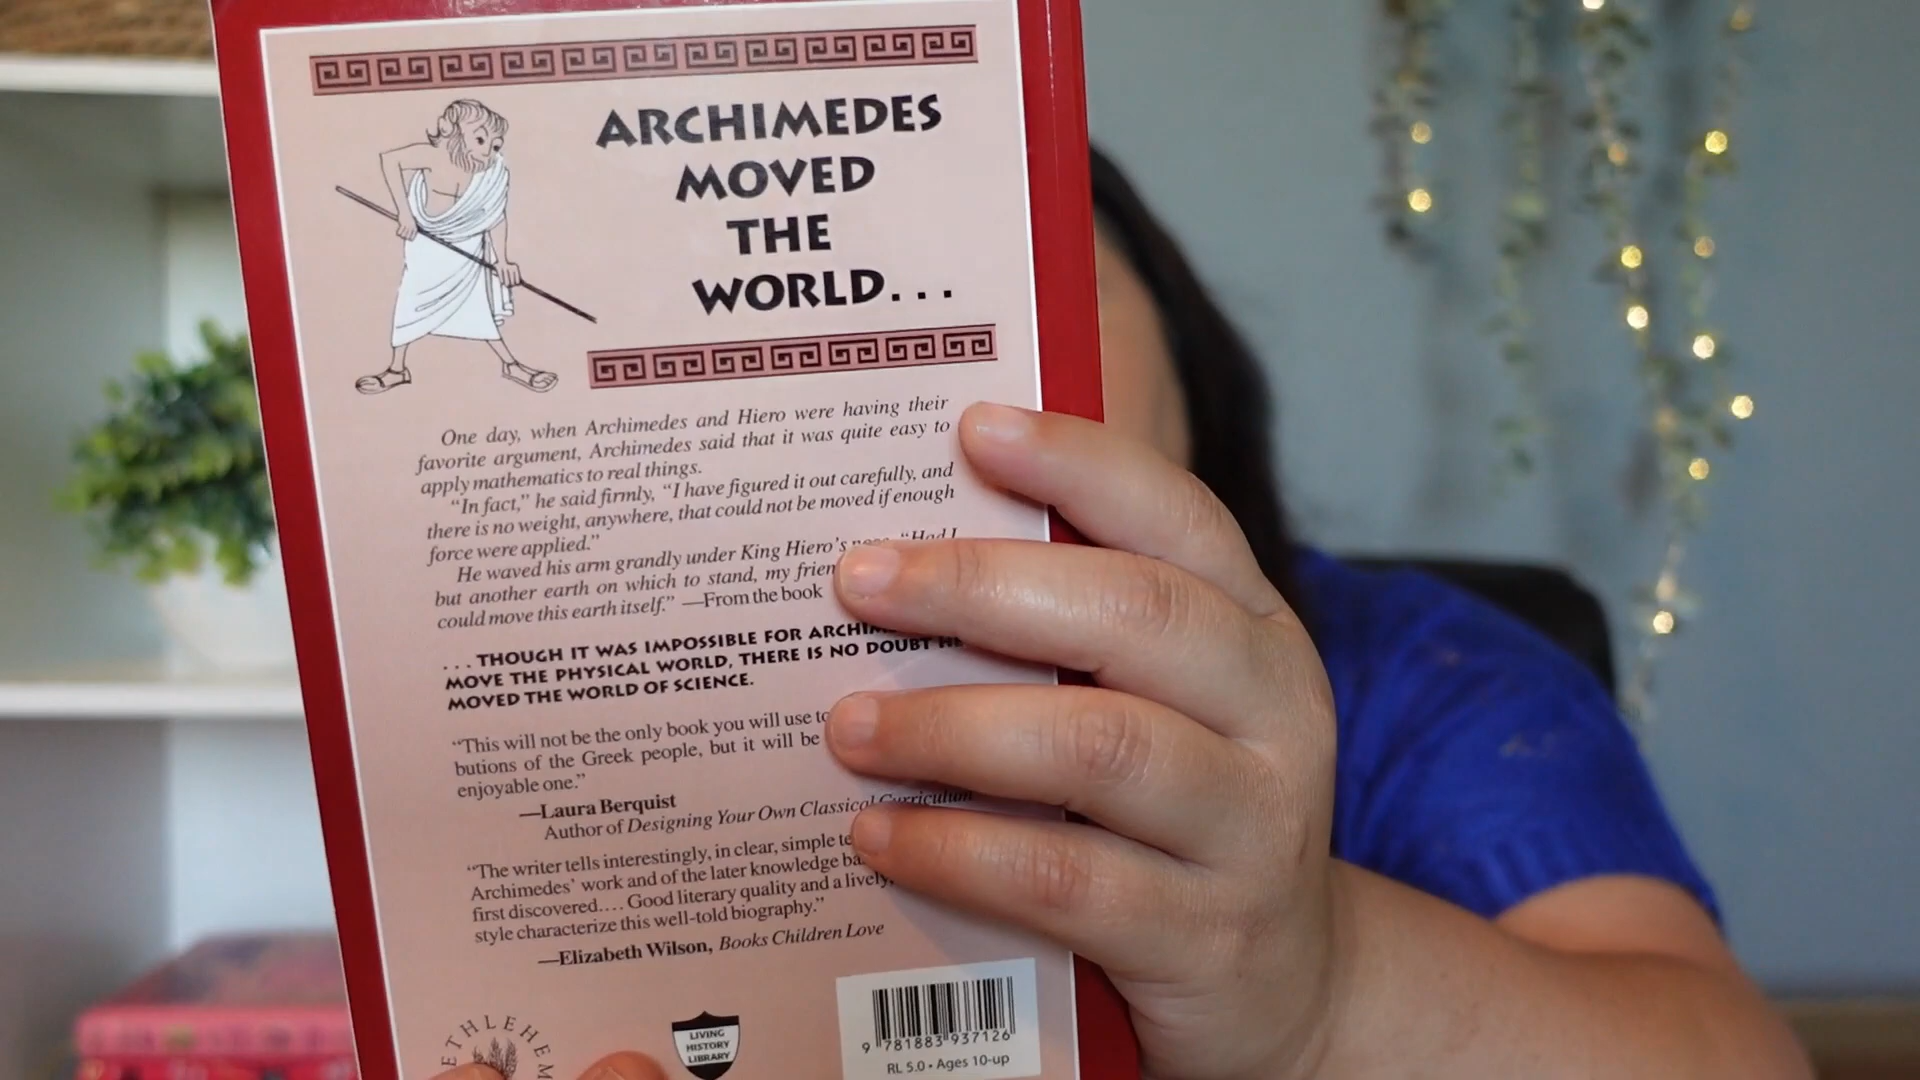 ARCHIMEDES
MOVED
THE
WORLD...
One day, when Archimedes and Hiero were having their
favorite argument, Archimedes said that it was quite easy to
apply mathematics to real things.
"In fact," he said firmly, "I have figured it out carefully, and
there is no weight, anywhere, that could not be moved if enough
force were applied."
He waved his arm grandly under King Hiero's "Had I
but another earth on which to stand, my
could move this earth itself." —From the book
...THOUGH IT WAS IMPOSSIBLE FOR
MOVE THE PHYSICAL WORLD, THERE IS NO DOUBT
MOVED THE WORLD OF SCIENCE.
"This will not be the only book you will use to
butions of the Greek people, but it will be
enjoyable one."
—Laura Berquist
Author of Designing Your Own Classical Curriculum
"The writer tells interestingly, in clear, simple
Archimedes' work and of the later knowledge
first discovered.... Good literary quality and a lively,
style characterize this well-told biography."
—Elizabeth Wilson, Books Children Love
LIVING
HISTORY
LIBRARY
9 781883 937126
RL 5.0 • Ages 10-up